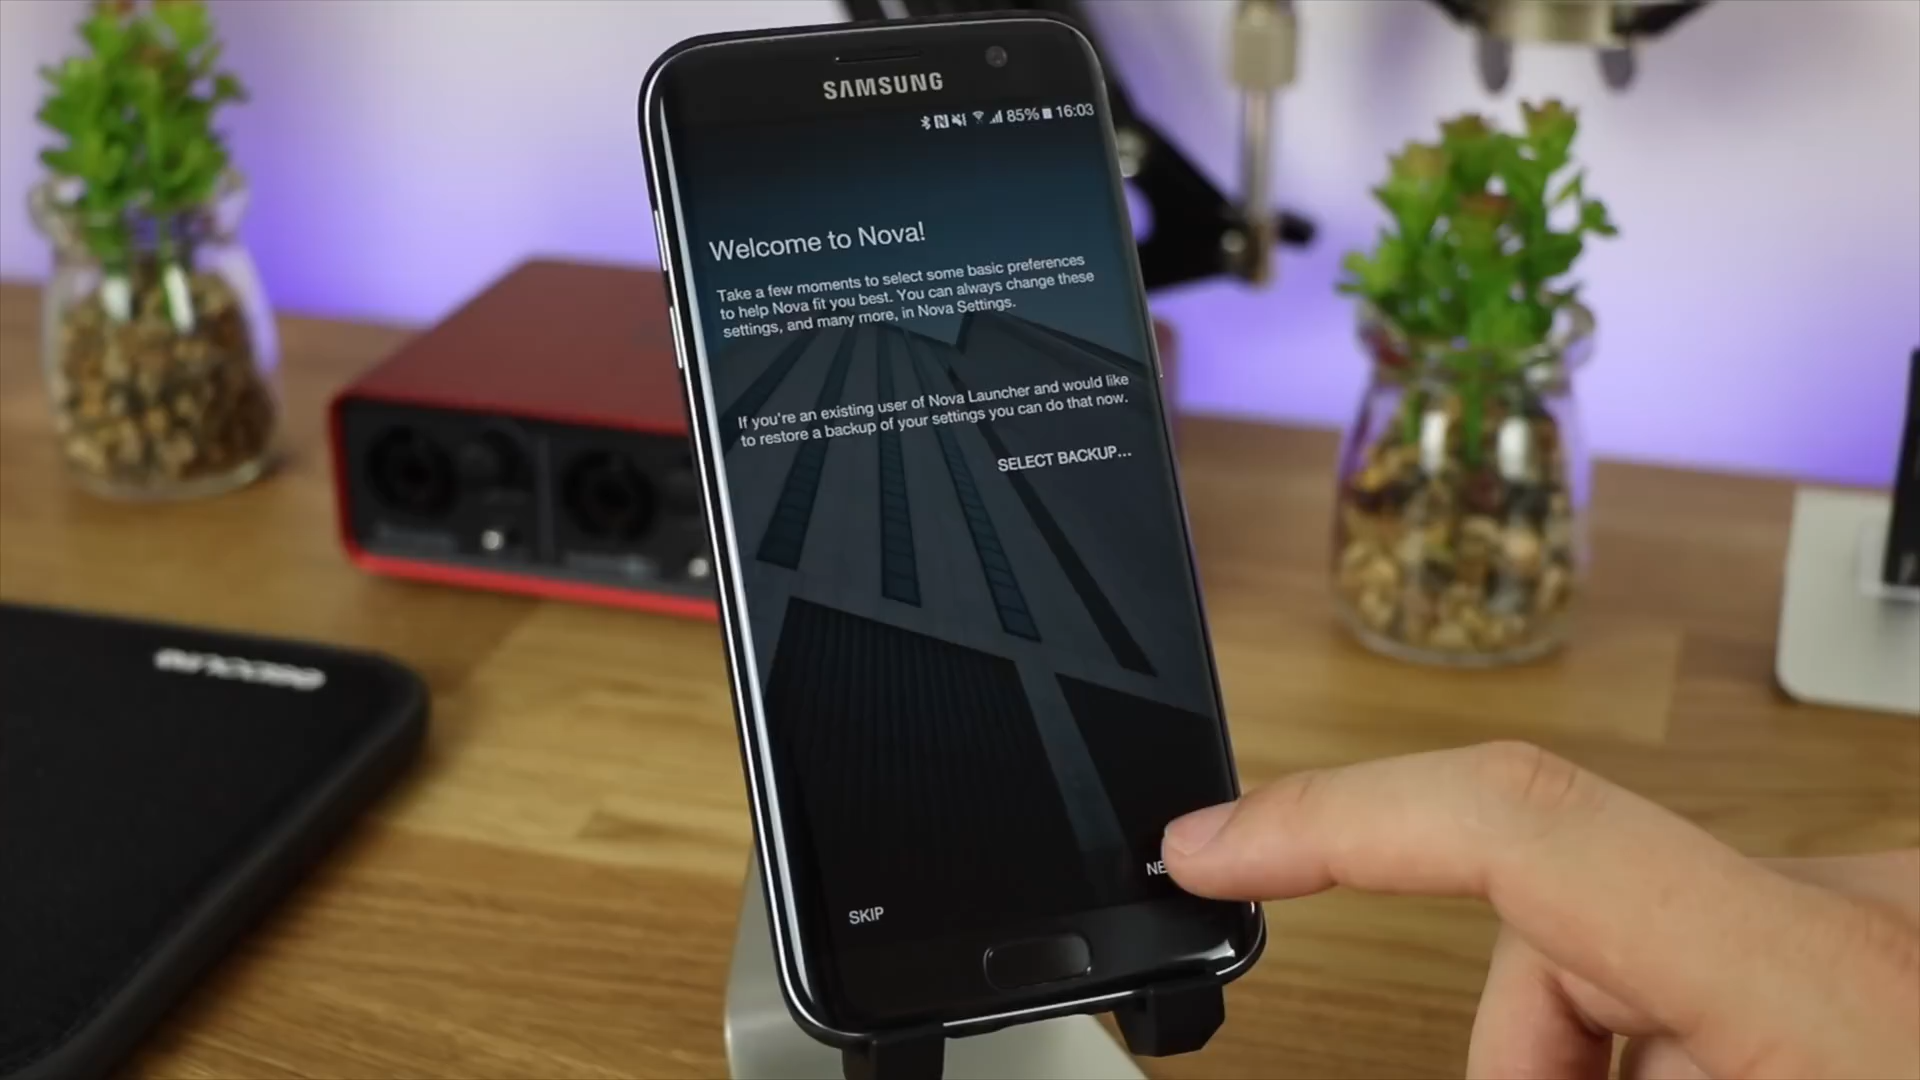 SAMSUNG
85% 16:03
Welcome to Nova!
Take a few moments to select some basic preferences
to help Nova fit you best. You can always change these
settings, and many more, in Nova Settings.
If you're an existing user of Nova Launcher and would like
to restore a backup of your settings you can do that now.
SELECT BACKUP...
NE
SKIP